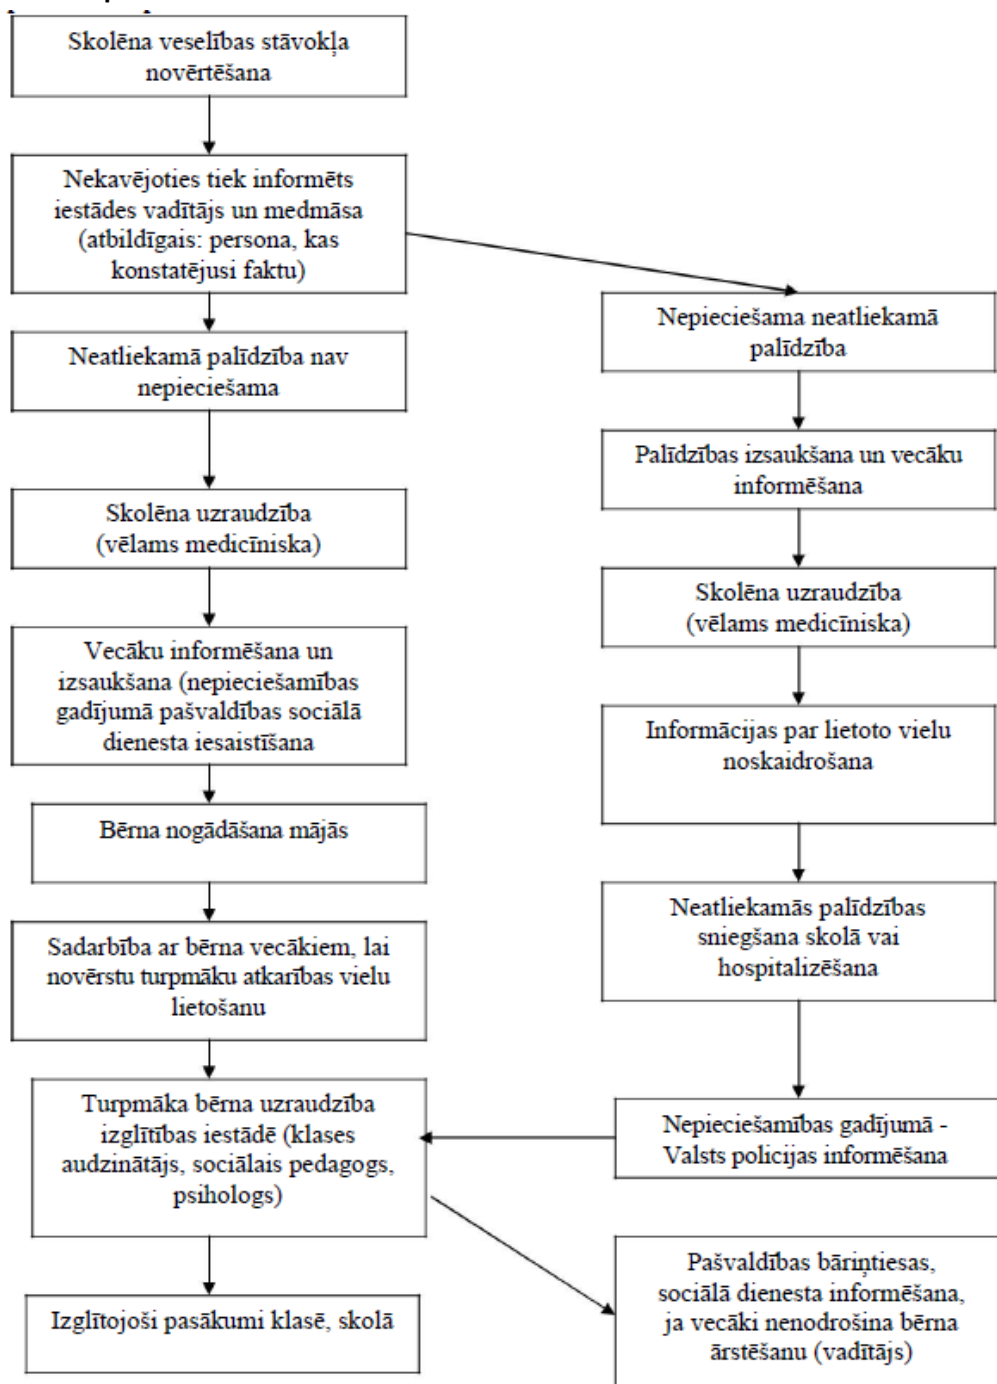 Skolēna veselības stāvokļa
novērtēšana
Nekavējoties tiek informēts
iestādes vadītājs un medmāsa
(atbildīgais: persona, kas
konstatējusi faktu)
Neatliekamā palīdzība nav
nepieciešama
Skolēna uzraudzība
(vēlams medicīniska)
Vecāku informēšana un
izsaukšana (nepieciešamības
gadījumā pašvaldības sociālā
dienesta iesaistīšana
Bērna nogādāšana mājās
Sadarbība ar bērna vecākiem, lai
novērstu turpmāku atkarības vielu
lietošanu
Turpmāka bērna uzraudzība
izglītības iestādē (klases
audzinātājs, sociālais pedagogs,
psihologs)
Izglītojoši pasākumi klasē, skolā
Nepieciešama neatliekamā
palīdzība
Palīdzības izsaukšana un vecāku
informēšana
Skolēna uzraudzība
(vēlams medicīniska)
Informācijas par lietoto vielu
noskaidrošana
Neatliekamās palīdzības
sniegšana skolā vai
hospitalizēšana
Nepieciešamības gadījumā -
Valsts policijas informēšana
Pašvaldības bāriņtiesas,
sociālā dienesta informēšana,
ja vecāki nenodrošina bērna
ārstēšanu (vadītājs)